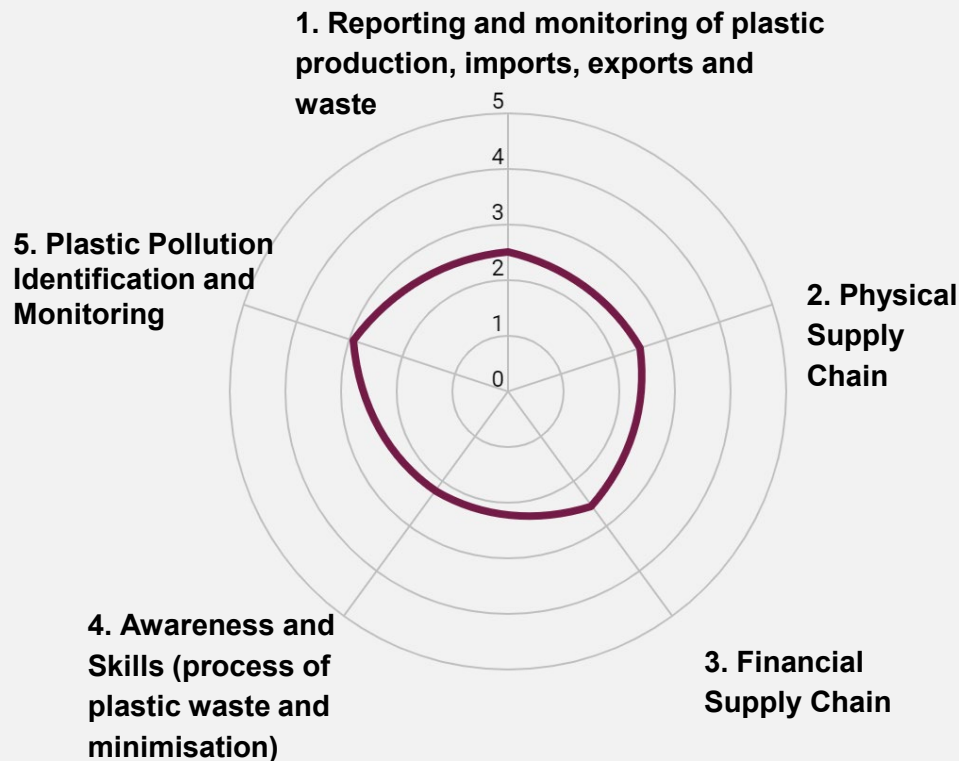 1. Reporting and monitoring of plastic
production, imports, exports and
waste
5
4
3
2
1
0
5. Plastic Pollution
Identification and
Monitoring
2. Physical
Supply
Chain
4. Awareness and
Skills (process of
plastic waste and
minimisation)
3. Financial
Supply Chain